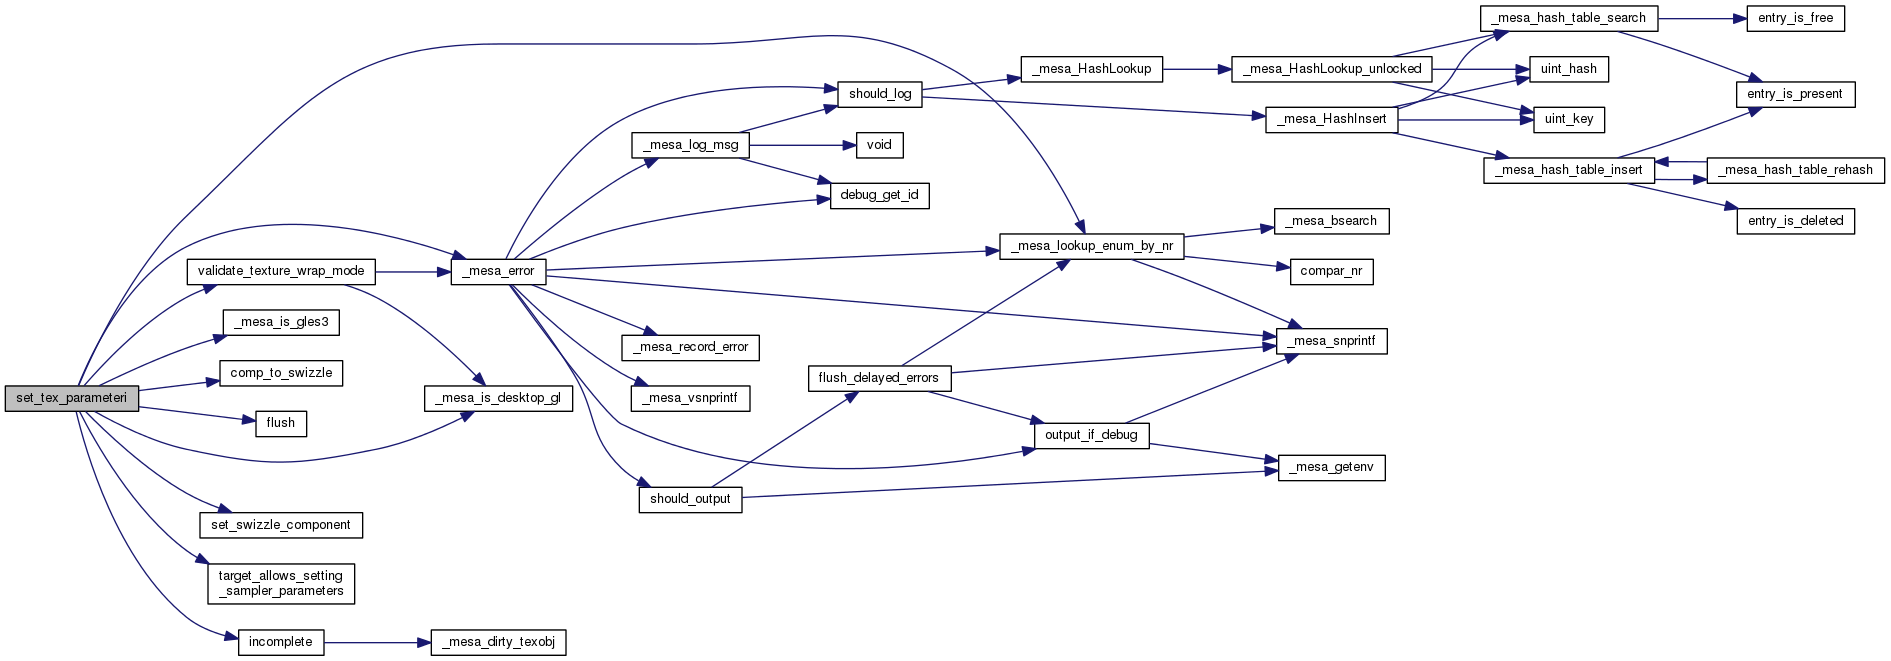 _mesa_hash_table_search
entry_is_free
_mesa_HashLookup
_mesa_HashLookup_unlocked
uint_hash
should_log
entry_is_present
_mesa_HashInsert
uint_key
_mesa_log_msg
void
_mesa_hash_table_insert
_mesa_hash_table_rehash
debug_get_id
entry_is_deleted
_mesa_bsearch
_mesa_lookup_enum_by_nr
validate_texture_wrap_mode
_mesa_error
compar_nr
_mesa_is_gles3
_mesa_record_error
_mesa_snprintf
comp_to_swizzle
flush_delayed_errors
set_tex_parameteri
_mesa_is_desktop_gl
_mesa_vsnprintf
flush
output_if_debug
_mesa_getenv
should_output
set_swizzle_component
target_allows_setting
_sampler_parameters
incomplete
_mesa_dirty_texobj